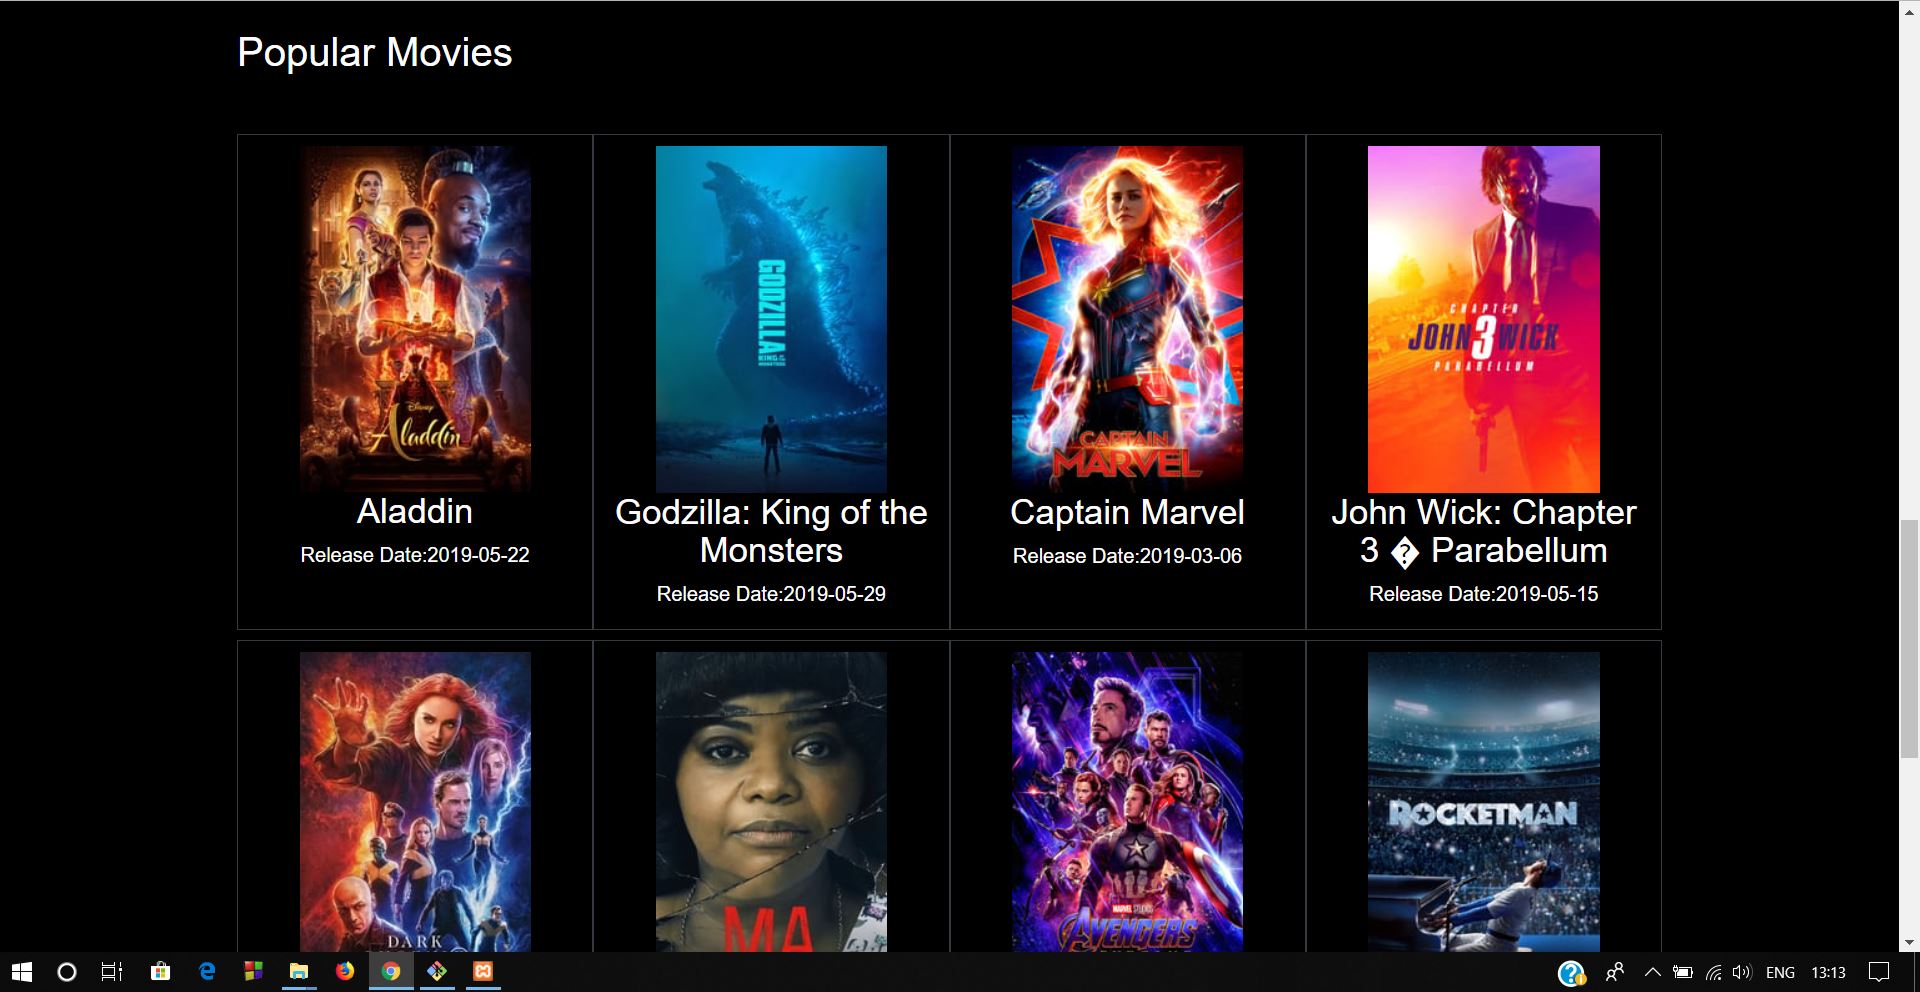 Popular Movies
Disney
Aladdin
GODZILLA
KING OF THE
MONSTERS
CAPTAIN
MARVEL
CHAPTER
JOHN 3 WICK
PARABELLUM
Aladdin
Release Date:2019-05-22
Godzilla: King of the
Monsters
Release Date:2019-05-29
Captain Marvel
Release Date:2019-03-06
John Wick: Chapter
3 � Parabellum
Release Date:2019-05-15
DARK
MA
MARVEL STUDIOS
AVENGERS
ROCKETMAN
ENG
13:13